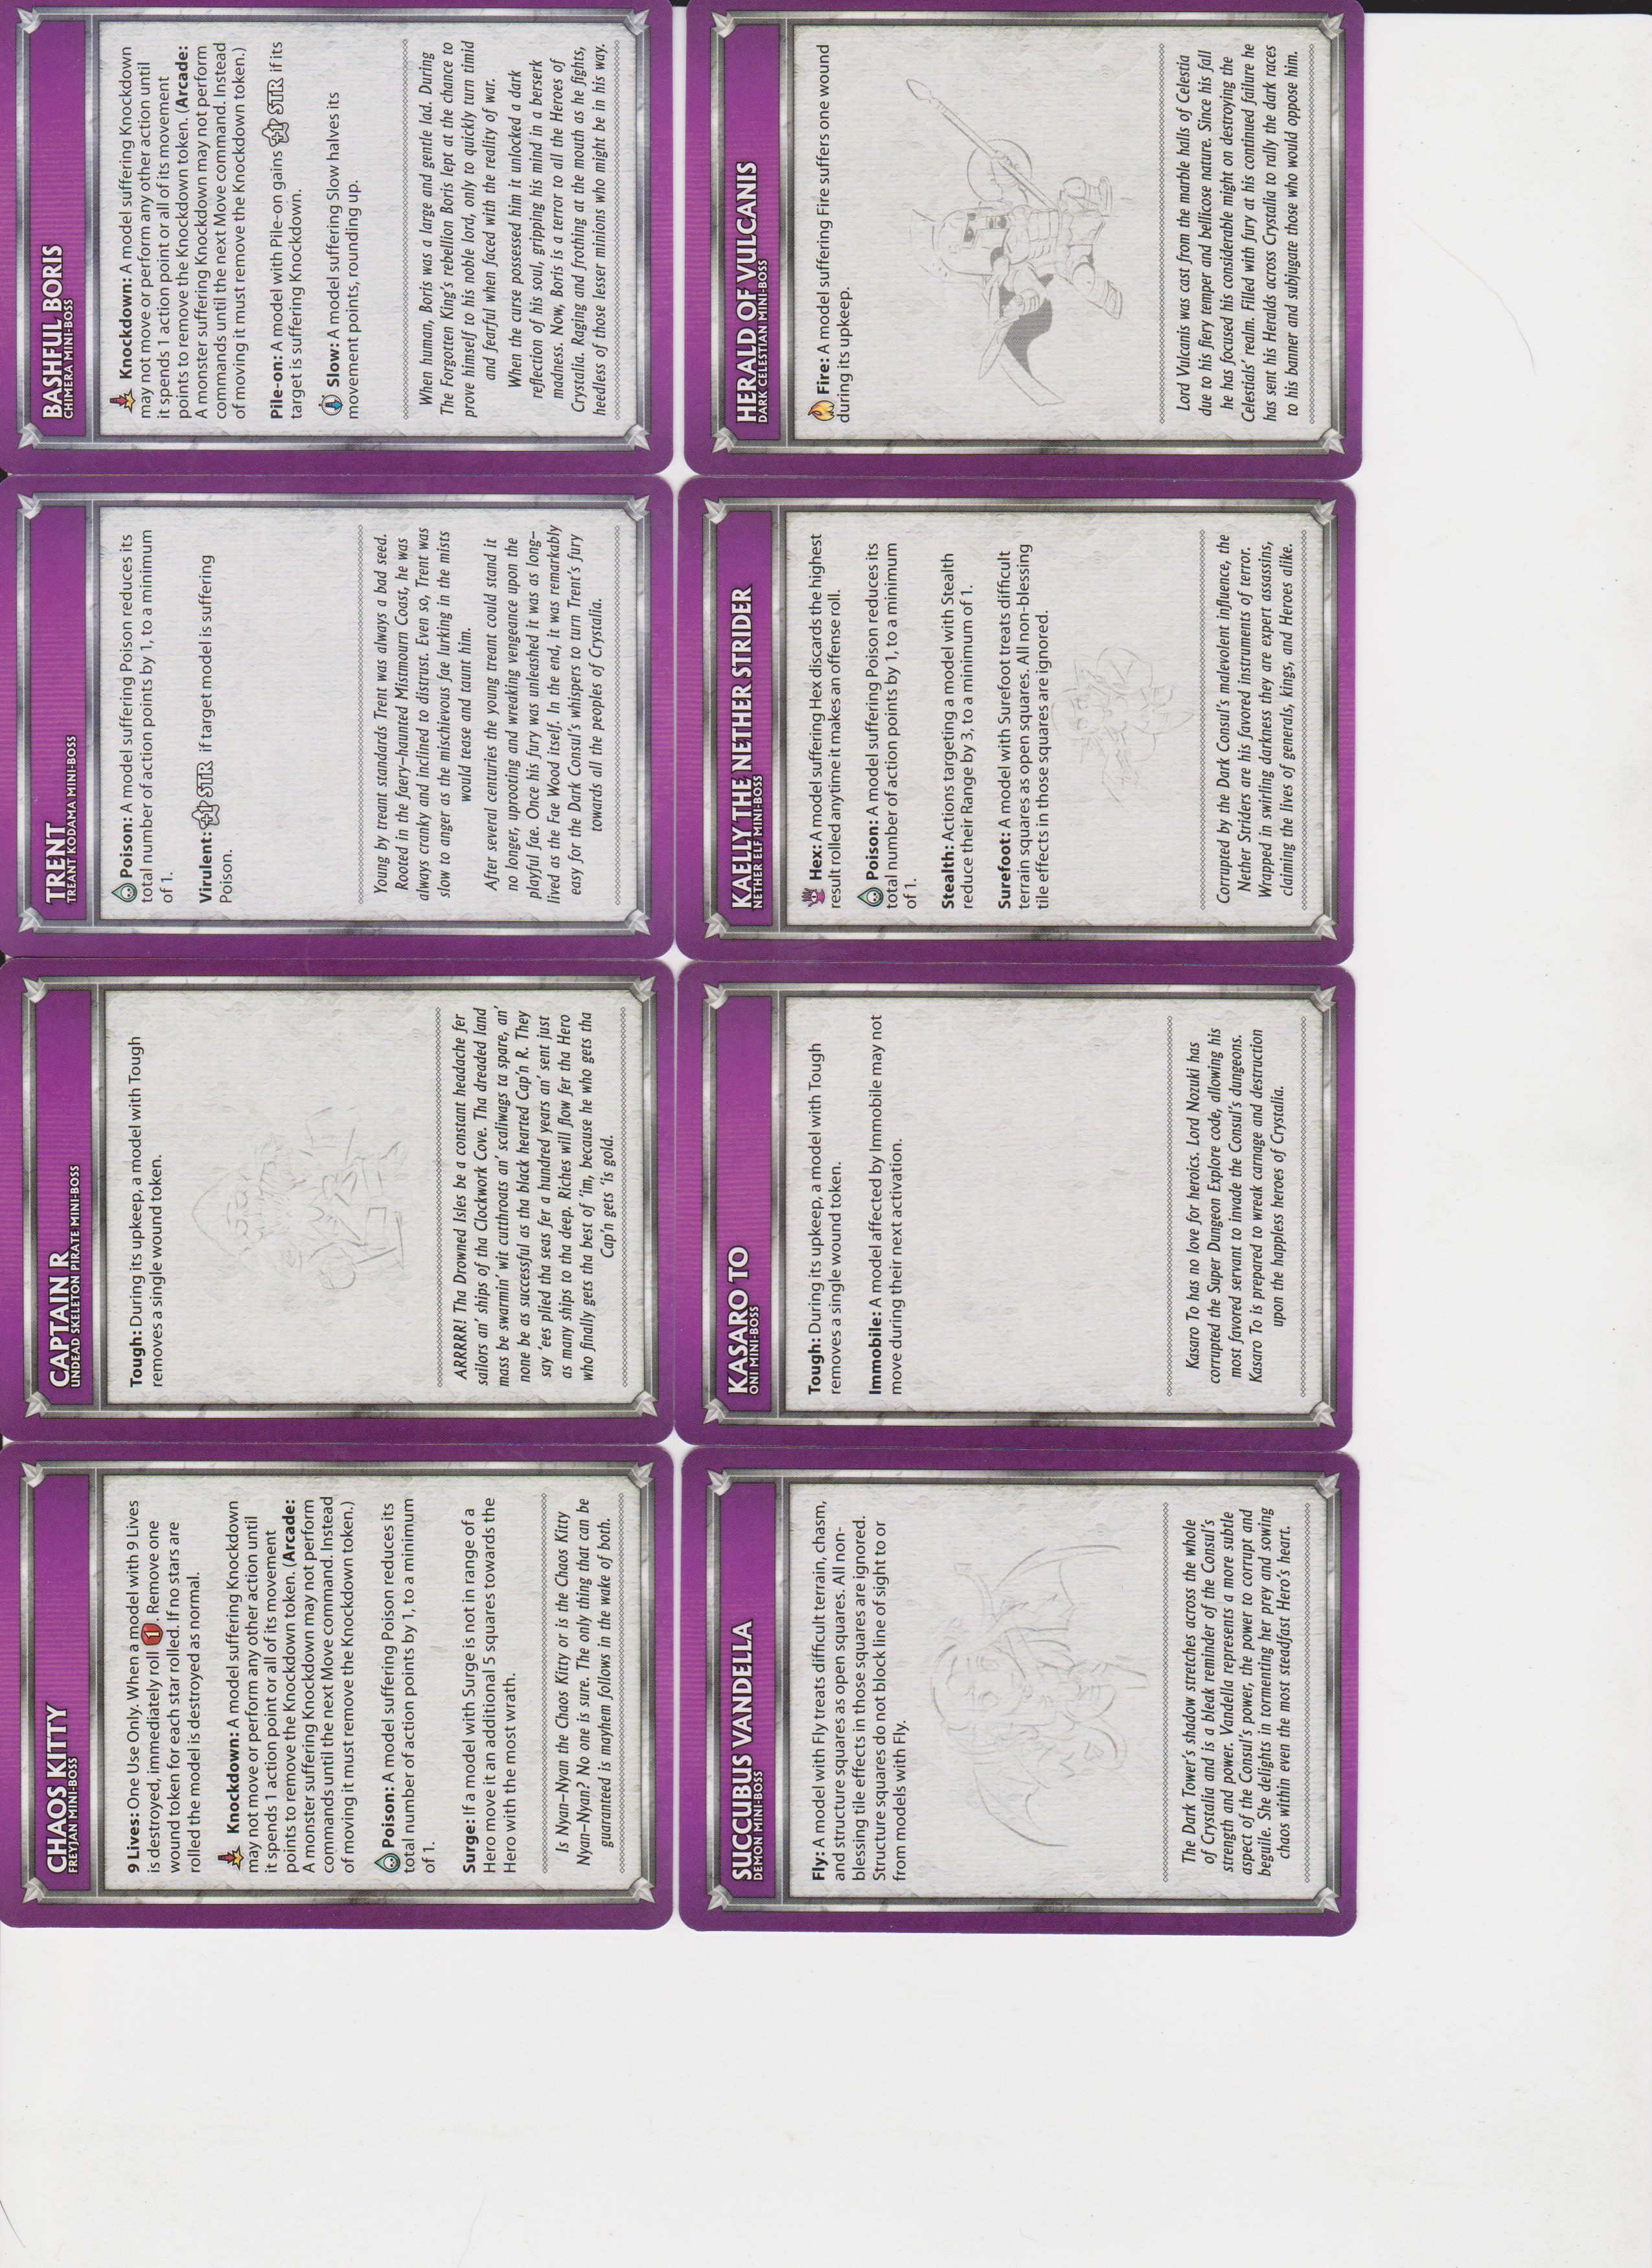 CHAOS KITTY
FREYJAN MINI-BOSS
9 Lives: One Use Only. When a model with 9 Lives
is destroyed, immediately roll 1. Remove one
wound token for each star rolled. If no stars are
rolled the model is destroyed as normal.
Knockdown: A model suffering Knockdown
may not move or perform any other action until
it spends 1 action point or all of its movement
points to remove the Knockdown token. (Arcade:
A monster suffering Knockdown may not perform
commands until the next Move command. Instead
of moving it must remove the Knockdown token.)
Poison: A model suffering Poison reduces its
total number of action points by 1, to a minimum
of 1.
Surge: If a model with Surge is not in range of a
Hero move it an additional 5 squares towards the
Hero with the most wrath.
Is Nyan-Nyan the Chaos Kitty or is the Chaos Kitty
Nyan-Nyan? No one is sure. The only thing that can be
guaranteed is mayhem follows in the wake of both.
CAPTAIN R
UNDEAD SKELETON PIRATE MINI-BOSS
Tough: During its upkeep, a model with Tough
removes a single wound token.
ARRRR! Tha Drowned Isles be a constant headache fer
sailors an' ships of tha Clockwork Cove. Tha dreaded land
mass be swarmin' wit cutthroats an' scaliwags ta spare, an'
none be as successful as tha black hearted Cap'n R. They
say 'ees plied tha seas fer a hundred years an' sent just
as many ships to tha deep. Riches will flow fer tha Hero
who finally gets tha best of 'im, because he who gets tha
Cap'n gets 'is gold.
TRENT
TREANT KODAMA MINI-BOSS
Poison: A model suffering Poison reduces its
total number of action points by 1, to a minimum
of 1.
Virulent: +1 STR if target model is suffering
Poison.
Young by treant standards Trent was always a bad seed.
Rooted in the faery-haunted Mistmourn Coast, he was
always cranky and inclined to distrust. Even so, Trent was
slow to anger as the mischievous fae lurking in the mists
would tease and taunt him.
After several centuries the young treant could stand it
no longer, uprooting and wreaking vengeance upon the
playful fae. Once his fury was unleashed it was as long-
lived as the Fae Wood itself. In the end, it was remarkably
easy for the Dark Consul's whispers to turn Trent's fury
towards all the peoples of Crystalia.
BASHFUL BORIS
CHIMERA MINI-BOSS
Knockdown: A model suffering Knockdown
may not move or perform any other action until
it spends 1 action point or all of its movement
points to remove the Knockdown token. (Arcade:
A monster suffering Knockdown may not perform
commands until the next Move command. Instead
of moving it must remove the Knockdown token.)
Pile-on: A model with Pile-on gains +1 STR if its
target is suffering Knockdown.
Slow: A model suffering Slow halves its
movement points, rounding up.
When human, Boris was a large and gentle lad. During
The Forgotten King's rebellion Boris lept at the chance to
prove himself to his noble lord, only to quickly turn timid
and fearful when faced with the reality of war.
When the curse possessed him it unlocked a dark
reflection of his soul, gripping his mind in a berserk
madness. Now, Boris is a terror to all the Heroes of
Crystalia. Raging and frothing at the mouth as he fights,
heedless of those lesser minions who might be in his way.
SUCCUBUS VANDELLA
DEMON MINI-BOSS
Fly: A model with Fly treats difficult terrain, chasm,
and structure squares as open squares. All non-
blessing tile effects in those squares are ignored.
Structure squares do not block line of sight to or
from models with Fly.
The Dark Tower's shadow stretches across the whole
of Crystalia and is a bleak reminder of the Consul's
strength and power. Vandella represents a more subtle
aspect of the Consul's power, the power to corrupt and
beguile. She delights in tormenting her prey and sowing
chaos within even the most steadfast Hero's heart.
KASARO TO
ONI MINI-BOSS
Tough: During its upkeep, a model with Tough
removes a single wound token.
Immobile: A model affected by Immobile may not
move during their next activation.
Kasaro To has no love for heroics. Lord Nozuki has
corrupted the Super Dungeon Explore code, allowing his
most favored servant to invade the Consul's dungeons.
Kasaro To is prepared to wreak carnage and destruction
upon the hapless heroes of Crystalia.
KAELLY THE NETHER STRIDER
NETHER ELF MINI-BOSS
Hex: A model suffering Hex discards the highest
result rolled anytime it makes an offense roll.
Poison: A model suffering Poison reduces its
total number of action points by 1, to a minimum
of 1.
Stealth: Actions targeting a model with Stealth
reduce their Range by 3, to a minimum of 1.
Surefoot: A model with Surefoot treats difficult
terrain squares as open squares. All non-blessing
tile effects in those squares are ignored.
Corrupted by the Dark Consul's malevolent influence, the
Nether Striders are his favored instruments of terror.
Wrapped in swirling darkness they are expert assassins,
claiming the lives of generals, kings, and Heroes alike.
HERALD OF VULCANIS
DARK CELESTIAN MINI-BOSS
Fire: A model suffering Fire suffers one wound
during its upkeep.
Lord Vulcanis was cast from the marble halls of Celestia
due to his fiery temper and bellicose nature. Since his fall
he has focused his considerable might on destroying the
Celestials' realm. Filled with fury at his continued failure he
has sent his Heralds across Crystalia to rally the dark races
to his banner and subjugate those who would oppose him.